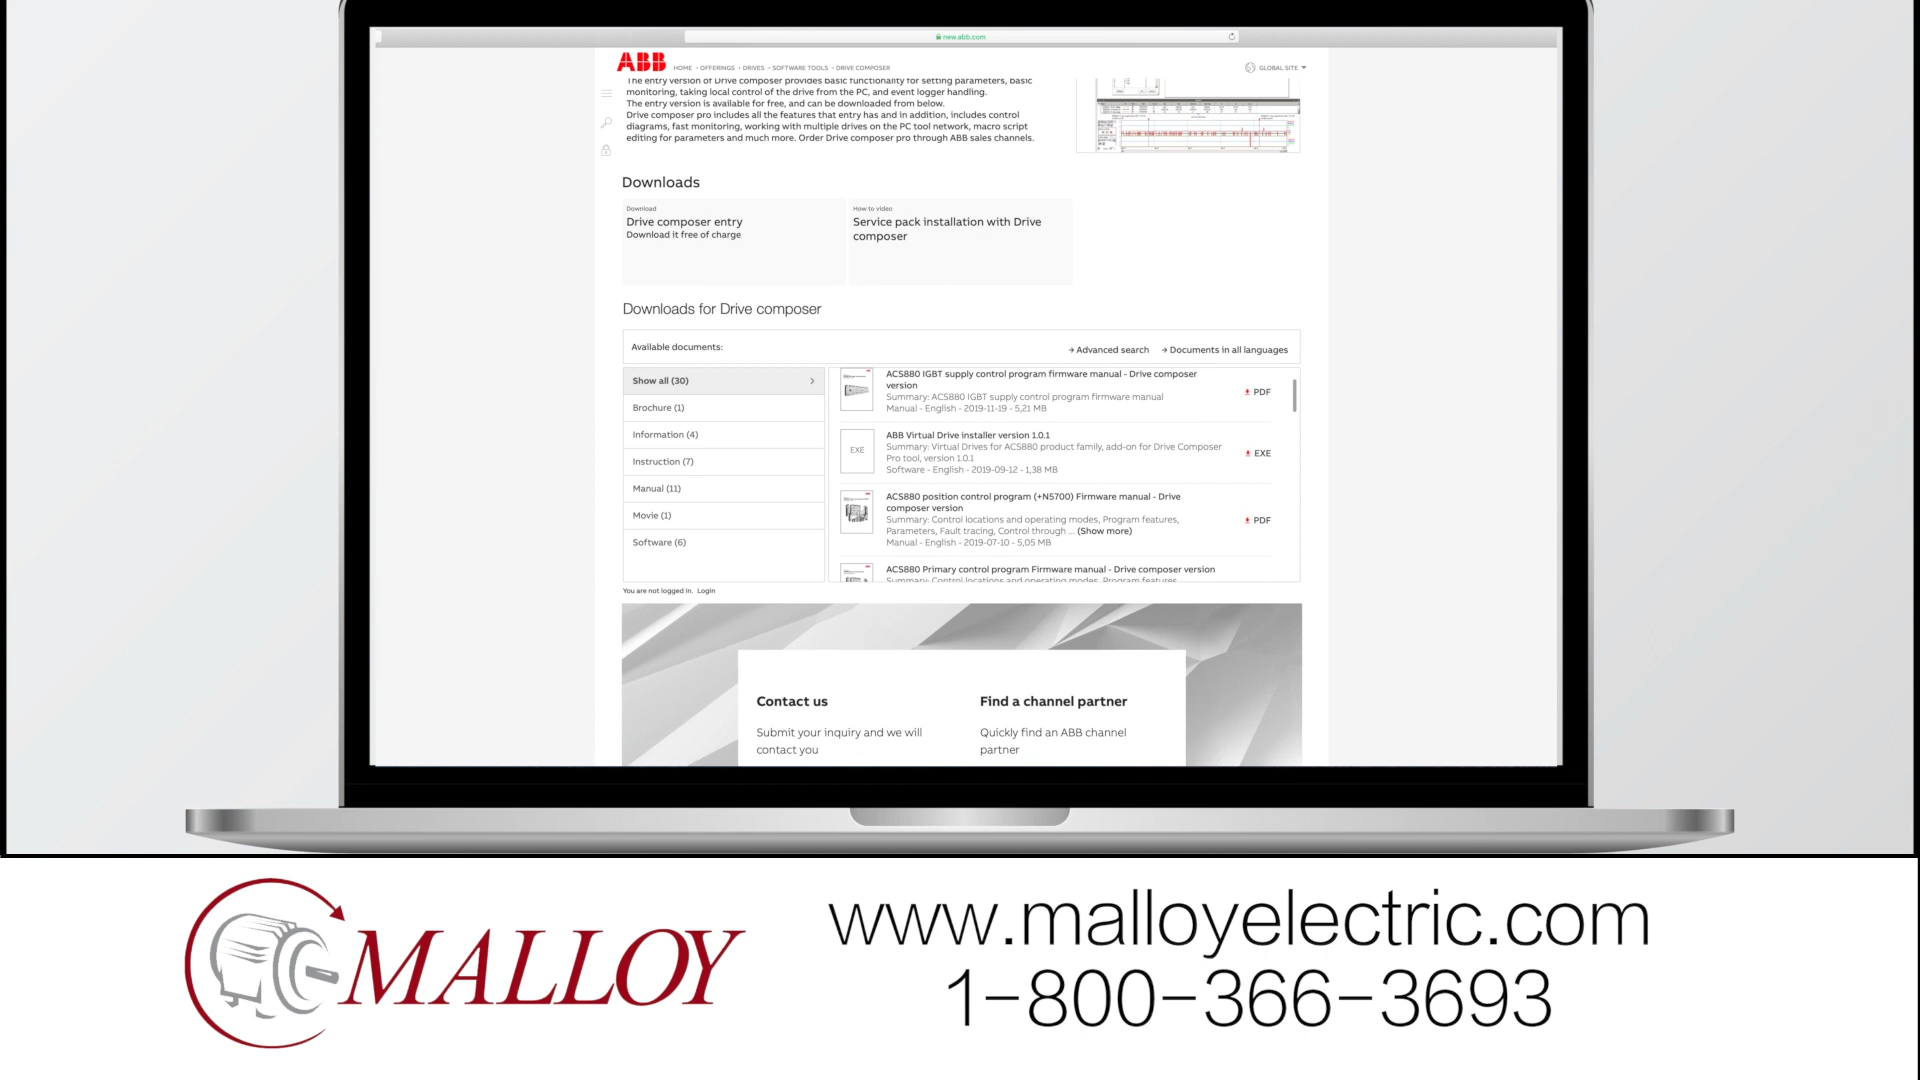 new.abb.com
ABB
HOME • OFFERINGS • DRIVES • SOFTWARE TOOLS • DRIVE COMPOSER
GLOBAL SITE
The entry version of Drive composer provides basic functionality for setting parameters, basic
monitoring, taking local control of the drive from the PC, and event logger handling.
The entry version is available for free, and can be downloaded from below.
Drive composer pro includes all the features that entry has and in addition, includes control
diagrams, fast monitoring, working with multiple drives on the PC tool network, macro script
editing for parameters and much more. Order Drive composer pro through ABB sales channels.
Downloads
Download
Drive composer entry
Download it free of charge
How to video
Service pack installation with Drive
composer
Downloads for Drive composer
Available documents:
→ Advanced search
→ Documents in all languages
Show all (30)
Brochure (1)
Information (4)
Instruction (7)
Manual (11)
Movie (1)
Software (6)
ACS880 IGBT supply control program firmware manual - Drive composer
version
Summary: ACS880 IGBT supply control program firmware manual
Manual - English - 2019-11-19 - 5,21 MB
PDF
EXE
ABB Virtual Drive installer version 1.0.1
Summary: Virtual Drives for ACS880 product family, add-on for Drive Composer
Pro tool, version 1.0.1
Software - English - 2019-09-12 - 1,38 MB
EXE
ACS880 position control program (+N5700) Firmware manual - Drive
composer version
Summary: Control locations and operating modes, Program features,
Parameters, Fault tracing, Control through ... (Show more)
Manual - English - 2019-07-10 - 5,05 MB
PDF
ACS880 Primary control program Firmware manual - Drive composer version
Summary: Control locations and operating modes, Program features,
You are not logged in. Login
Contact us
Submit your inquiry and we will
contact you
Find a channel partner
Quickly find an ABB channel
partner
MALLOY
www.malloyelectric.com
1-800-366-3693